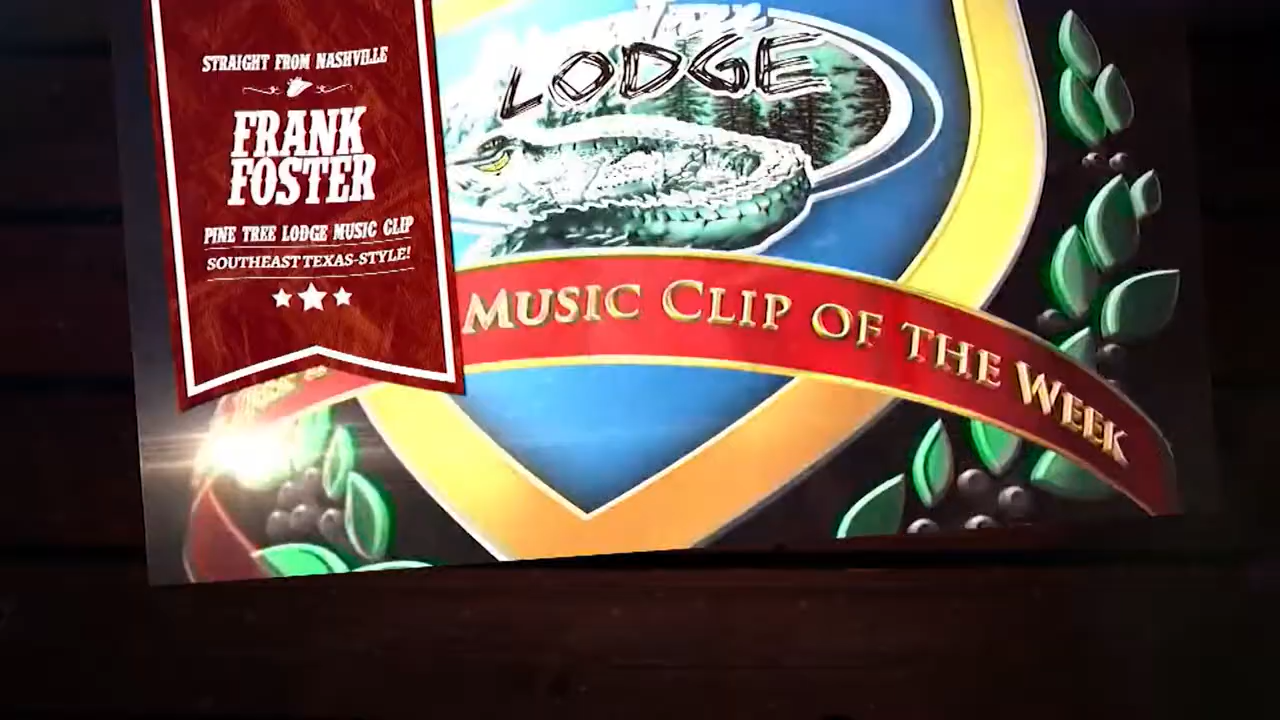 STRAIGHT FROM NASHVILLE
FRANK
FOSTER
PINE TREE LODGE MUSIC CLIP
SOUTHEAST TEXAS-STYLE!
Tree
LODGE
MUSIC CLIP OF THE WEEK